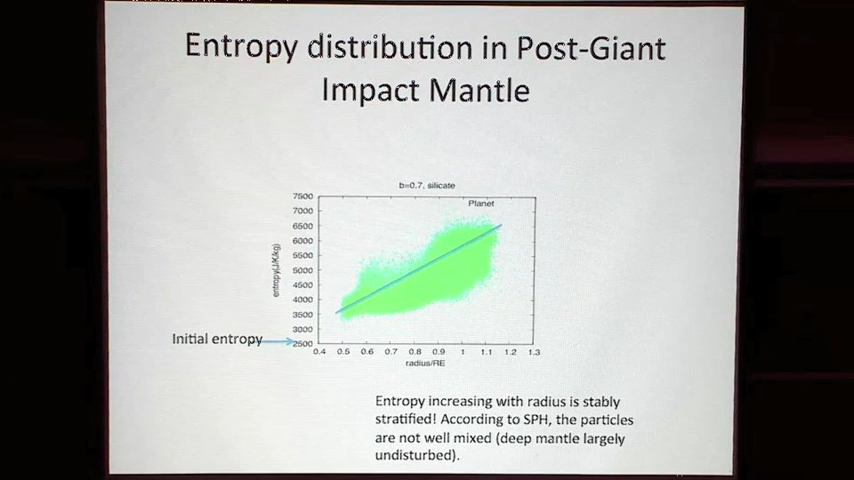 Entropy distribution in Post-Giant
Impact Mantle
b=0.7, silicate
Planet
7500
7000
6500
6000
5500
5000
4500
4000
3500
3000
2500
entropy(J/K/kg)
Initial entropy
0.4 0.5 0.6 0.7 0.8 0.9 1 1.1 1.2 1.3
radius/RE
Entropy increasing with radius is stably
stratified! According to SPH, the particles
are not well mixed (deep mantle largely
undisturbed).